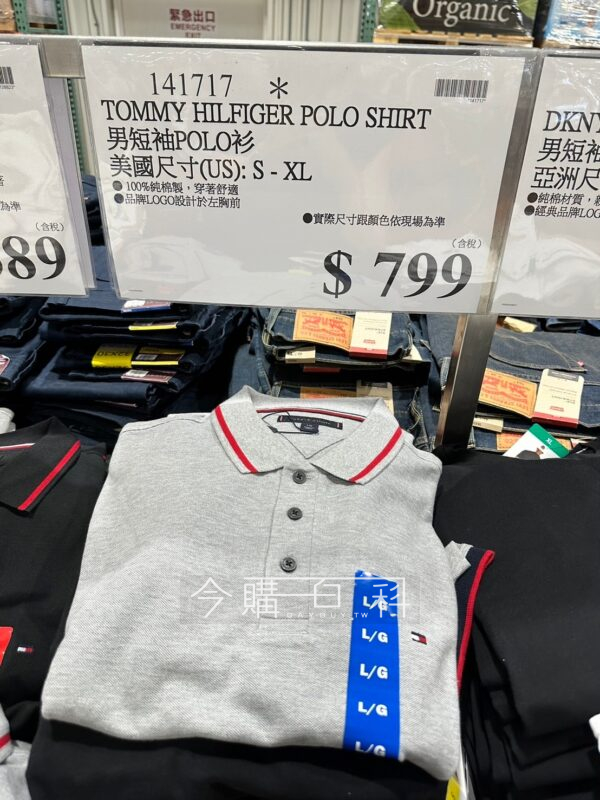 緊急出口
EMERGENCY
EXIT
Organic
141717 *
TOMMY HILFIGER POLO SHIRT
男短袖POLO衫
美國尺寸(US): S - XL
●100%純棉製，穿著舒適
●品牌LOGO設計於左胸前
●實際尺寸跟顏色依現場為準
(含稅)
$ 799
為準
(含稅)
89
DKNY
男短袖
亞洲尺
●純棉材質，
●經典品牌LOG
XL
今購百科
L/G
L/G
L/G
L/G
L/G